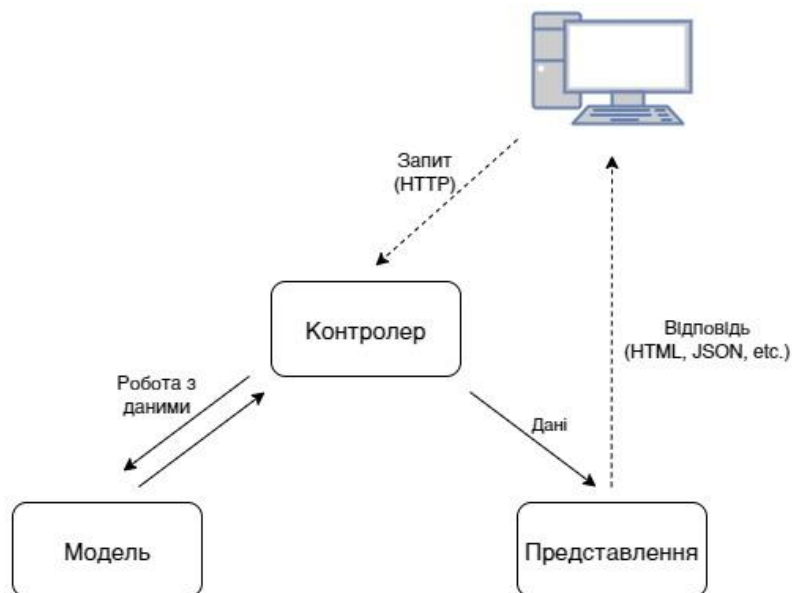 Запит
(HTTP)
Контролер
Відповідь
(HTML, JSON, etc.)
Робота з
даними
Дані
Модель
Представлення